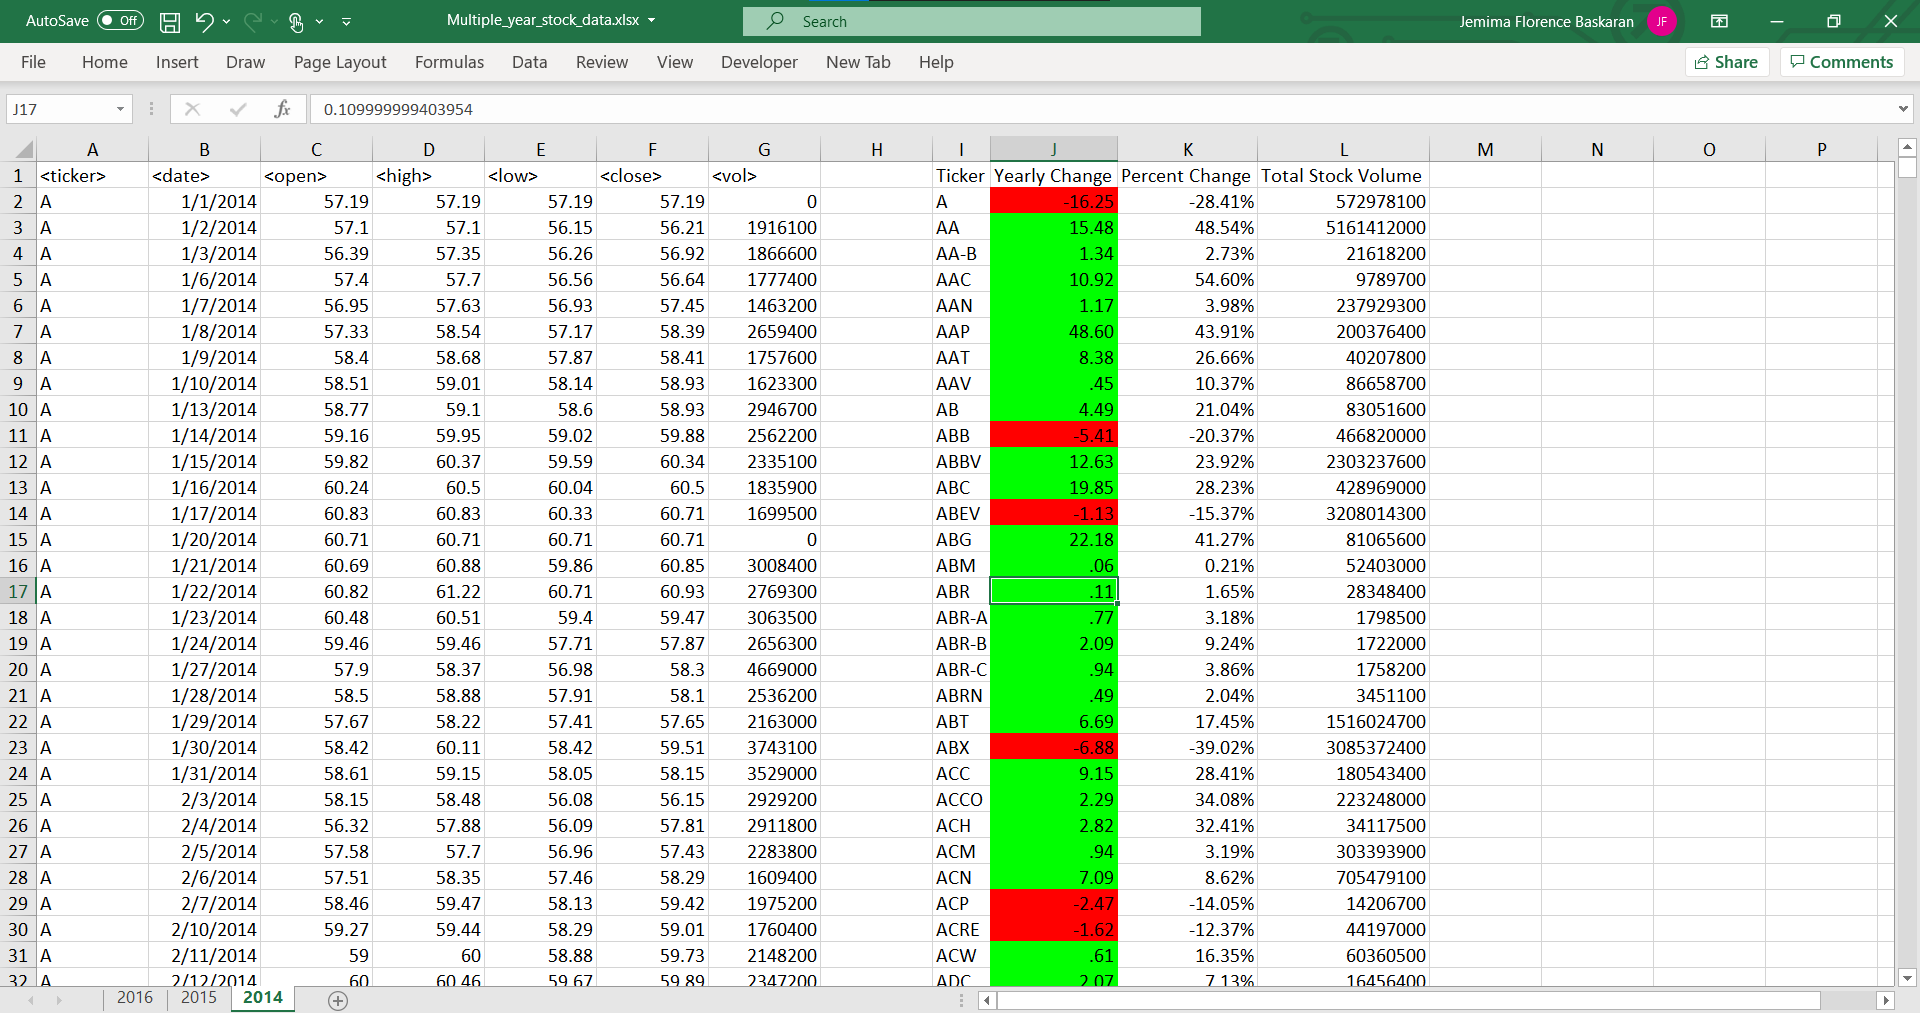 AutoSave Off Multiple_year_stock_data.xlsx Search Jemima Florence Baskaran JF
File Home Insert Draw Page Layout Formulas Data Review View Developer New Tab Help Share Comments
J17 fx 0.109999999403954
A B C D E F G H I J K L M N O P
1 <ticker> <date> <open> <high> <low> <close> <vol> Ticker Yearly Change Percent Change Total Stock Volume
2 A 1/1/2014 57.19 57.19 57.19 57.19 0 A -16.25 -28.41% 572978100
3 A 1/2/2014 57.1 57.1 56.15 56.21 1916100 AA 15.48 48.54% 5161412000
4 A 1/3/2014 56.39 57.35 56.26 56.92 1866600 AA-B 1.34 2.73% 21618200
5 A 1/6/2014 57.4 57.7 56.56 56.64 1777400 AAC 10.92 54.60% 9789700
6 A 1/7/2014 56.95 57.63 56.93 57.45 1463200 AAN 1.17 3.98% 237929300
7 A 1/8/2014 57.33 58.54 57.17 58.39 2659400 AAP 48.60 43.91% 200376400
8 A 1/9/2014 58.4 58.68 57.87 58.41 1757600 AAT 8.38 26.66% 40207800
9 A 1/10/2014 58.51 59.01 58.14 58.93 1623300 AAV .45 10.37% 86658700
10 A 1/13/2014 58.77 59.1 58.6 58.93 2946700 AB 4.49 21.04% 83051600
11 A 1/14/2014 59.16 59.95 59.02 59.88 2562200 ABB -5.41 -20.37% 466820000
12 A 1/15/2014 59.82 60.37 59.59 60.34 2335100 ABBV 12.63 23.92% 2303237600
13 A 1/16/2014 60.24 60.5 60.04 60.5 1835900 ABC 19.85 28.23% 428969000
14 A 1/17/2014 60.83 60.83 60.33 60.71 1699500 ABEV -1.13 -15.37% 3208014300
15 A 1/20/2014 60.71 60.71 60.71 60.71 0 ABG 22.18 41.27% 81065600
16 A 1/21/2014 60.69 60.88 59.86 60.85 3008400 ABM .06 0.21% 52403000
17 A 1/22/2014 60.82 61.22 60.71 60.93 2769300 ABR .11 1.65% 28348400
18 A 1/23/2014 60.48 60.51 59.4 59.47 3063500 ABR-A .77 3.18% 1798500
19 A 1/24/2014 59.46 59.46 57.71 57.87 2656300 ABR-B 2.09 9.24% 1722000
20 A 1/27/2014 57.9 58.37 56.98 58.3 4669000 ABR-C .94 3.86% 1758200
21 A 1/28/2014 58.5 58.88 57.91 58.1 2536200 ABRN .49 2.04% 3451100
22 A 1/29/2014 57.67 58.22 57.41 57.65 2163000 ABT 6.69 17.45% 1516024700
23 A 1/30/2014 58.42 60.11 58.42 59.51 3743100 ABX -6.88 -39.02% 3085372400
24 A 1/31/2014 58.61 59.15 58.05 58.15 3529000 ACC 9.15 28.41% 180543400
25 A 2/3/2014 58.15 58.48 56.08 56.15 2929200 ACCO 2.29 34.08% 223248000
26 A 2/4/2014 56.32 57.88 56.09 57.81 2911800 ACH 2.82 32.41% 34117500
27 A 2/5/2014 57.58 57.7 56.96 57.43 2283800 ACM .94 3.19% 303393900
28 A 2/6/2014 57.51 58.35 57.46 58.29 1609400 ACN 7.09 8.62% 705479100
29 A 2/7/2014 58.46 59.47 58.13 59.42 1975200 ACP -2.47 -14.05% 14206700
30 A 2/10/2014 59.27 59.44 58.29 59.01 1760400 ACRE -1.62 -12.37% 44197000
31 A 2/11/2014 59 60 58.88 59.73 2148200 ACW .61 16.35% 60360500
32 A 2/12/2014 60 60.46 59.67 59.89 2347200 ADC 2.07 7.13% 16456400
2016 2015 2014